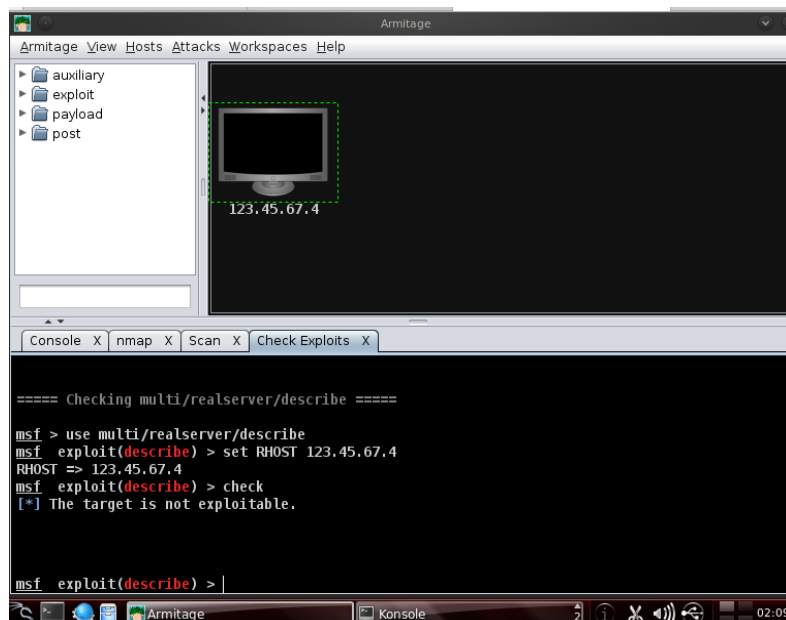 Armitage
Armitage View Hosts Attacks Workspaces Help
auxiliary
exploit
payload
post
123.45.67.4
Console X nmap X Scan X Check Exploits X
===== Checking multi/realserver/describe =====
msf > use multi/realserver/describe
msf exploit(describe) > set RHOST 123.45.67.4
RHOST => 123.45.67.4
msf exploit(describe) > check
[*] The target is not exploitable.
msf exploit(describe) >
Armitage Konsole 2 02:09